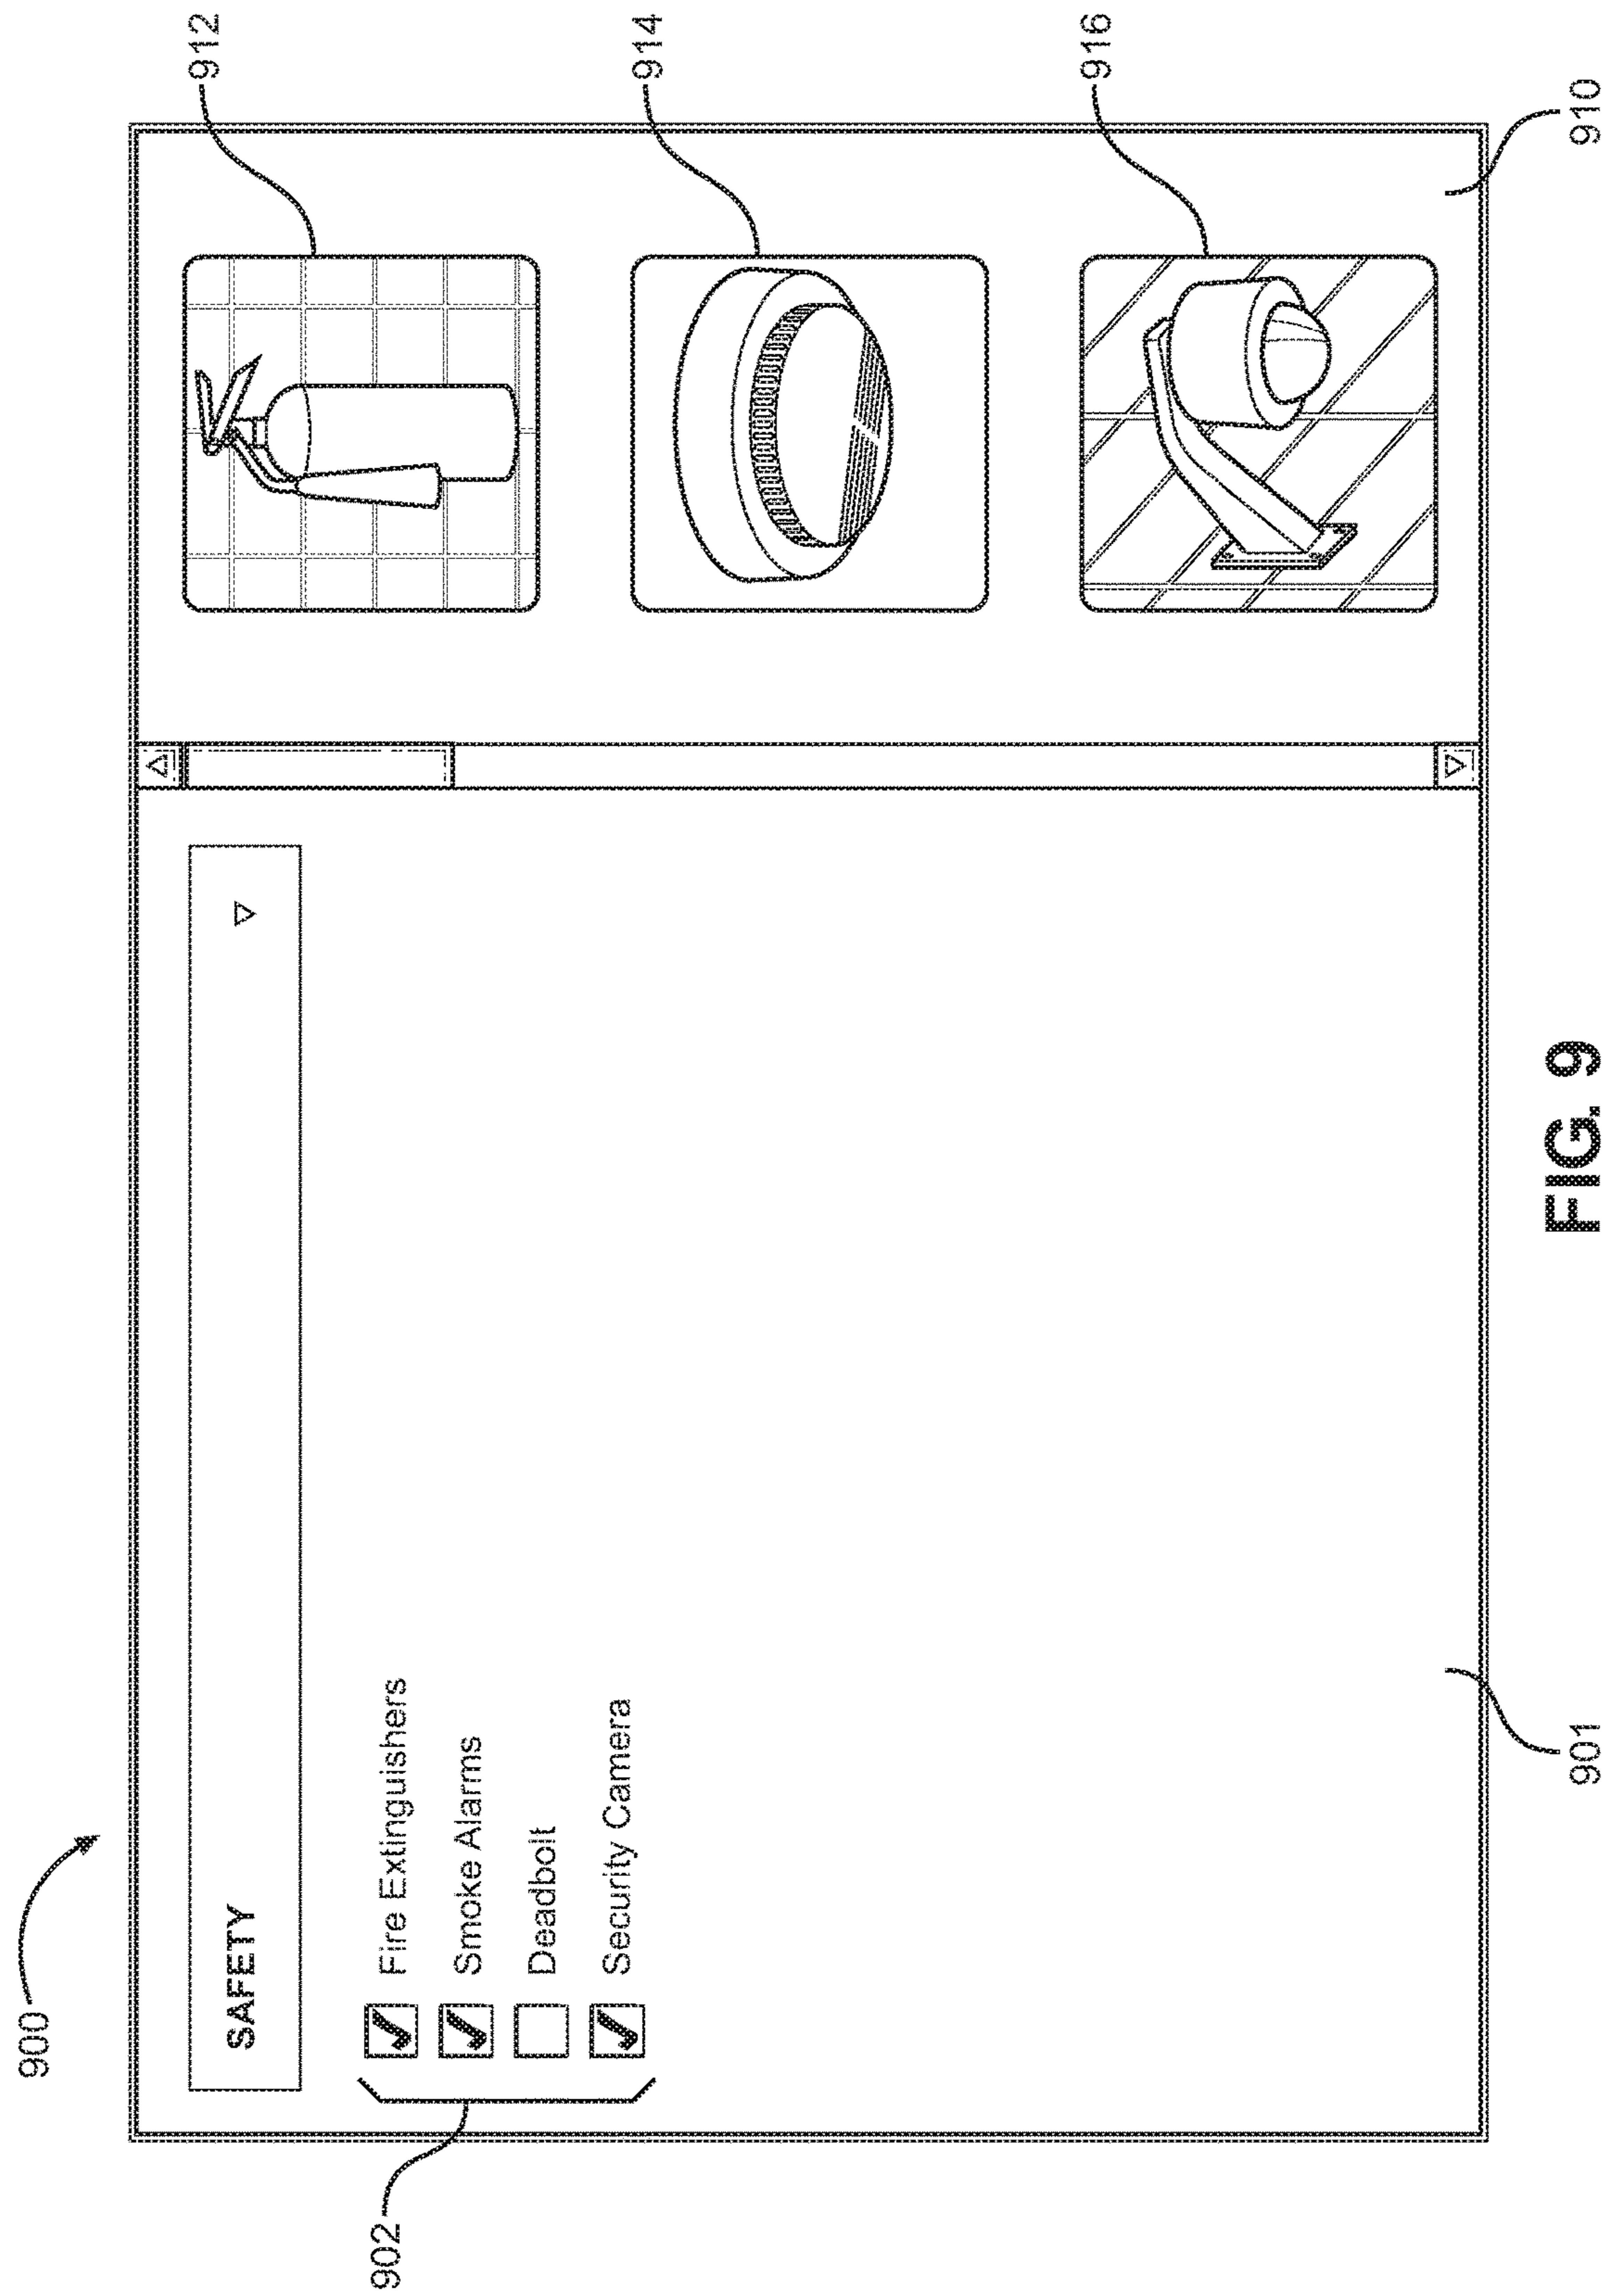 900
912
SAFETY
902
Fire Extinguishers
Smoke Alarms
Deadbolt
Security Camera
914
916
901
910
FIG. 9